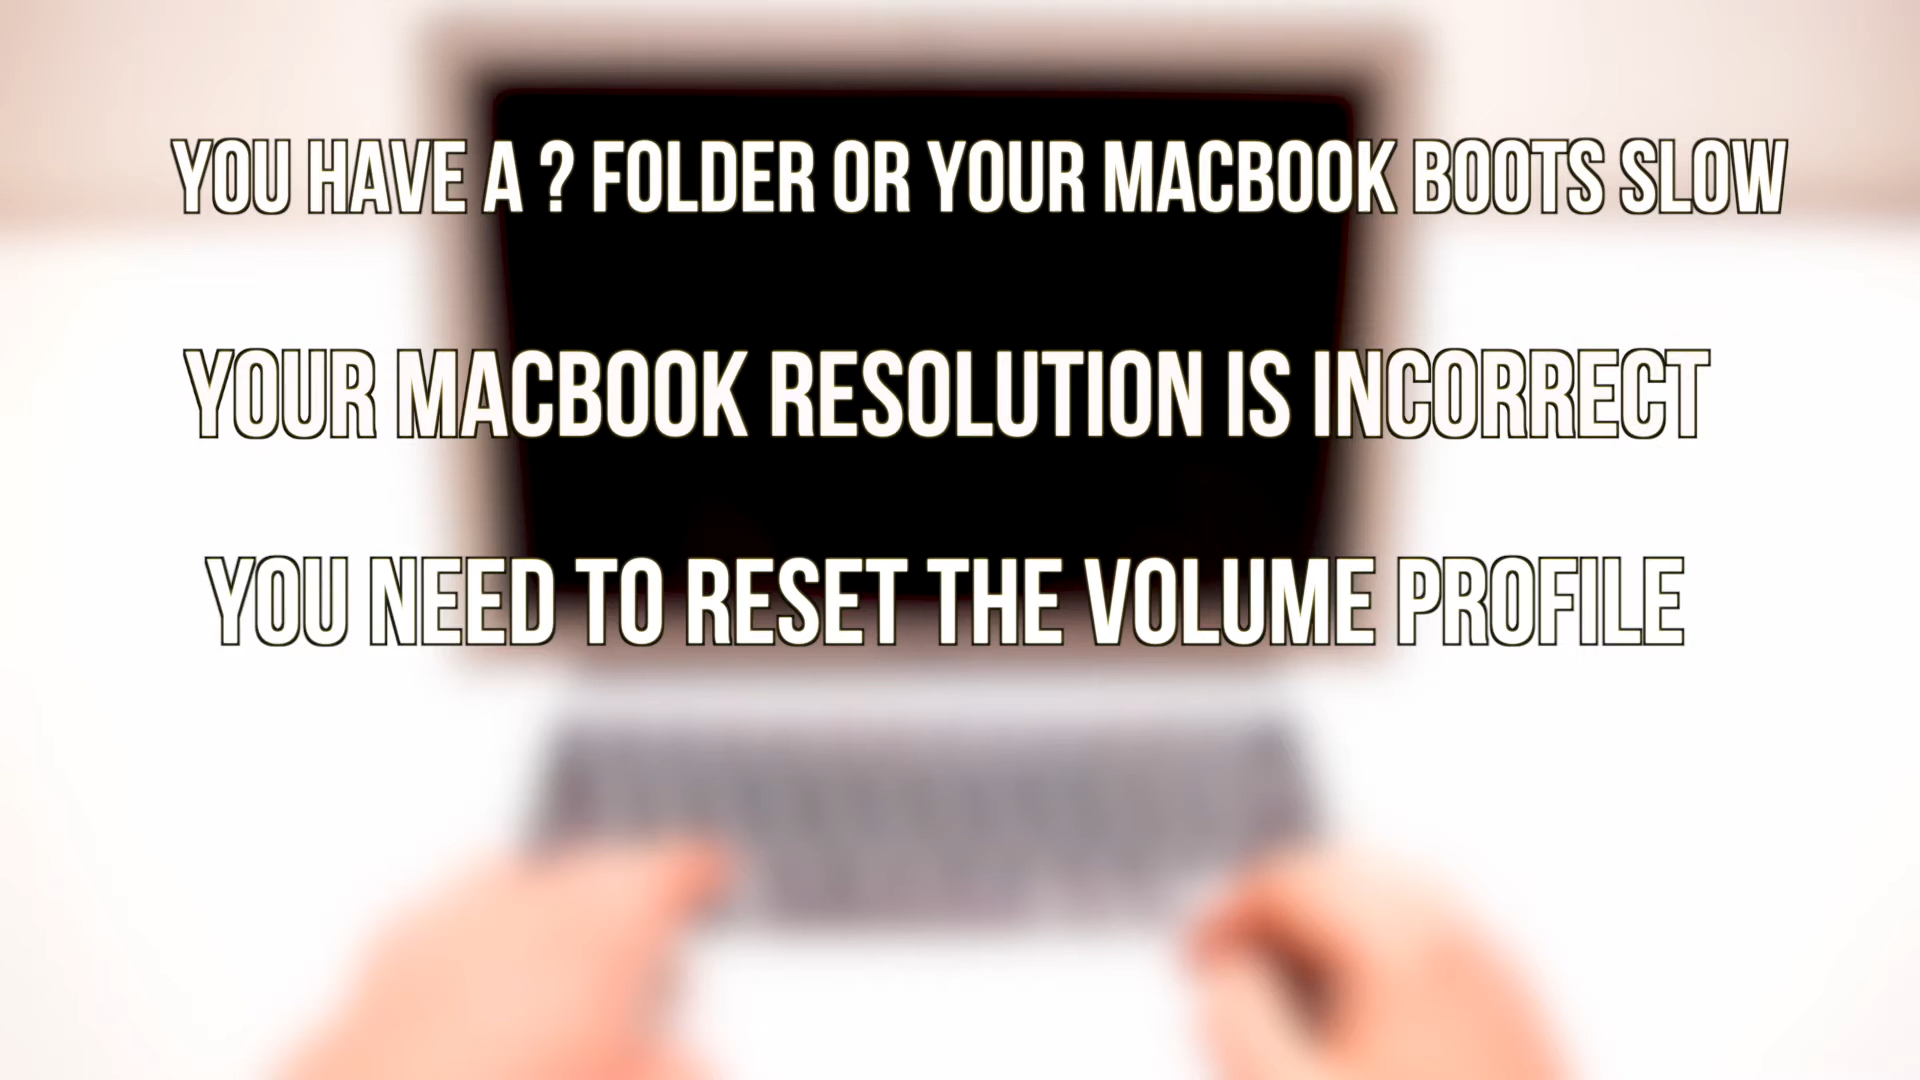 YOU HAVE A ? FOLDER OR YOUR MACBOOK BOOTS SLOW
YOUR MACBOOK RESOLUTION IS INCORRECT
YOU NEED TO RESET THE VOLUME PROFILE